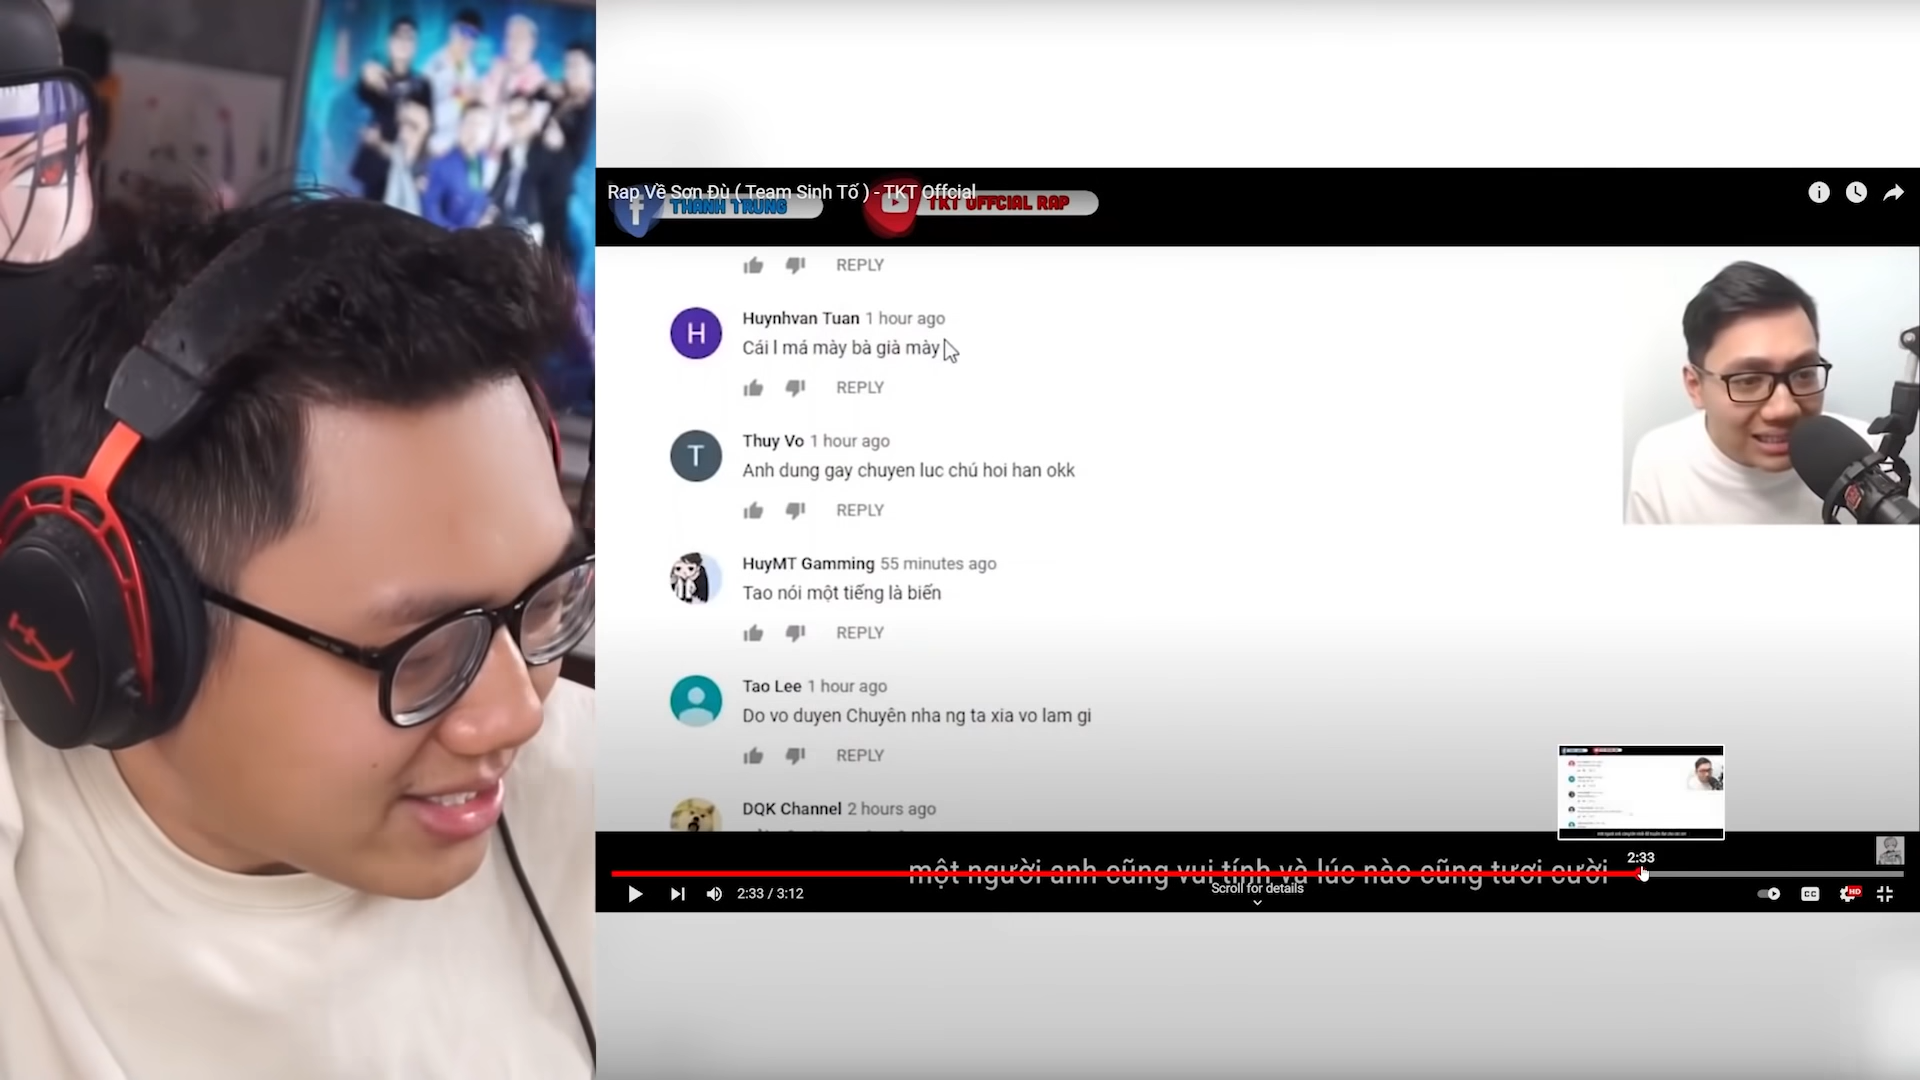 Rap Về Sơn Đù ( Team Sinh Tố ) - TKT Offcial
THÀNH TRUNG
TKT OFFCIAL RAP
REPLY
H
Huynhvan Tuan 1 hour ago
Cái l má mày bà già mày
REPLY
T
Thuy Vo 1 hour ago
Anh dung gay chuyen luc chú hoi han okk
REPLY
HuyMT Gamming 55 minutes ago
Tao nói một tiếng là biến
REPLY
Tao Lee 1 hour ago
Do vo duyen Chuyên nha ng ta xia vo lam gi
REPLY
DQK Channel 2 hours ago
2:33
một người anh cũng vui tính và lúc nào cũng tươi cười
Scroll for details
2:33 / 3:12
CC
HD